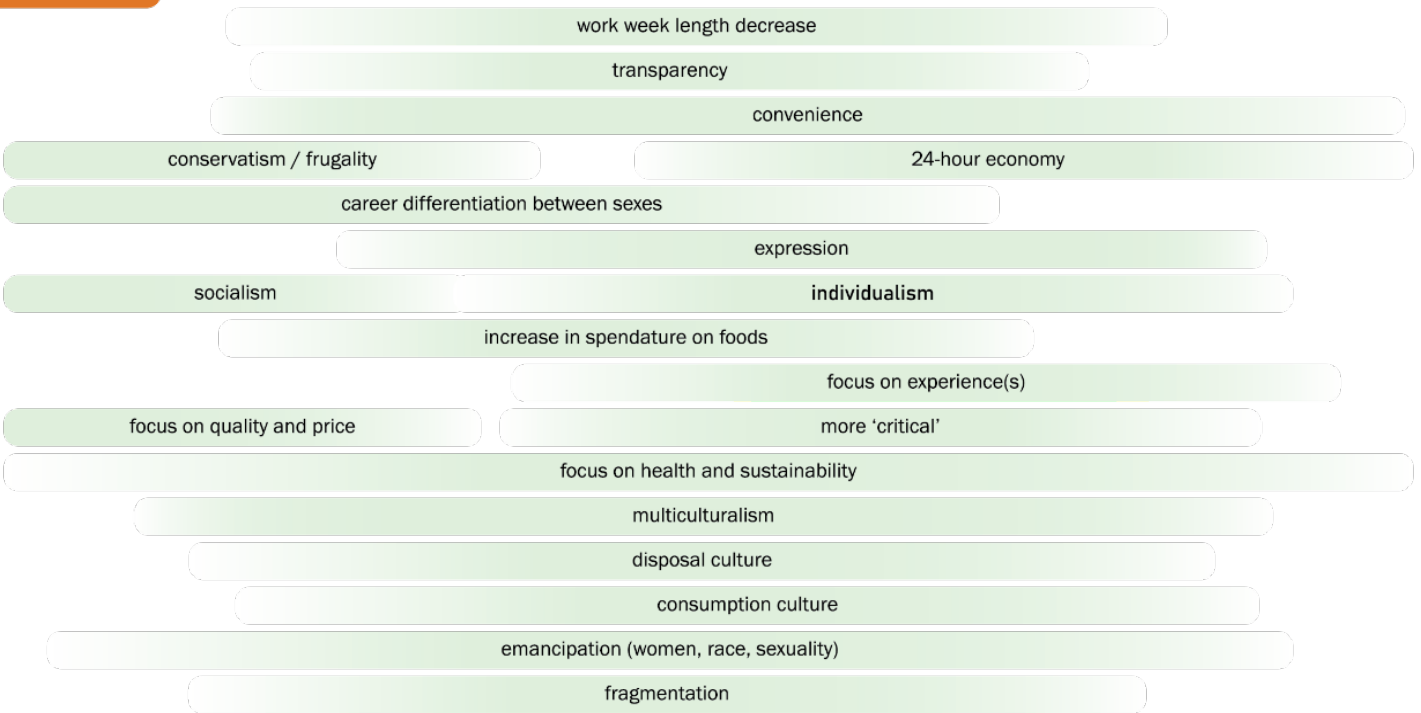 work week length decrease
transparency
convenience
conservatism / frugality
24-hour economy
career differentiation between sexes
expression
socialism
individualism
increase in spendature on foods
focus on experience(s)
focus on quality and price
more ‘critical’
focus on health and sustainability
multiculturalism
disposal culture
consumption culture
emancipation (women, race, sexuality)
fragmentation